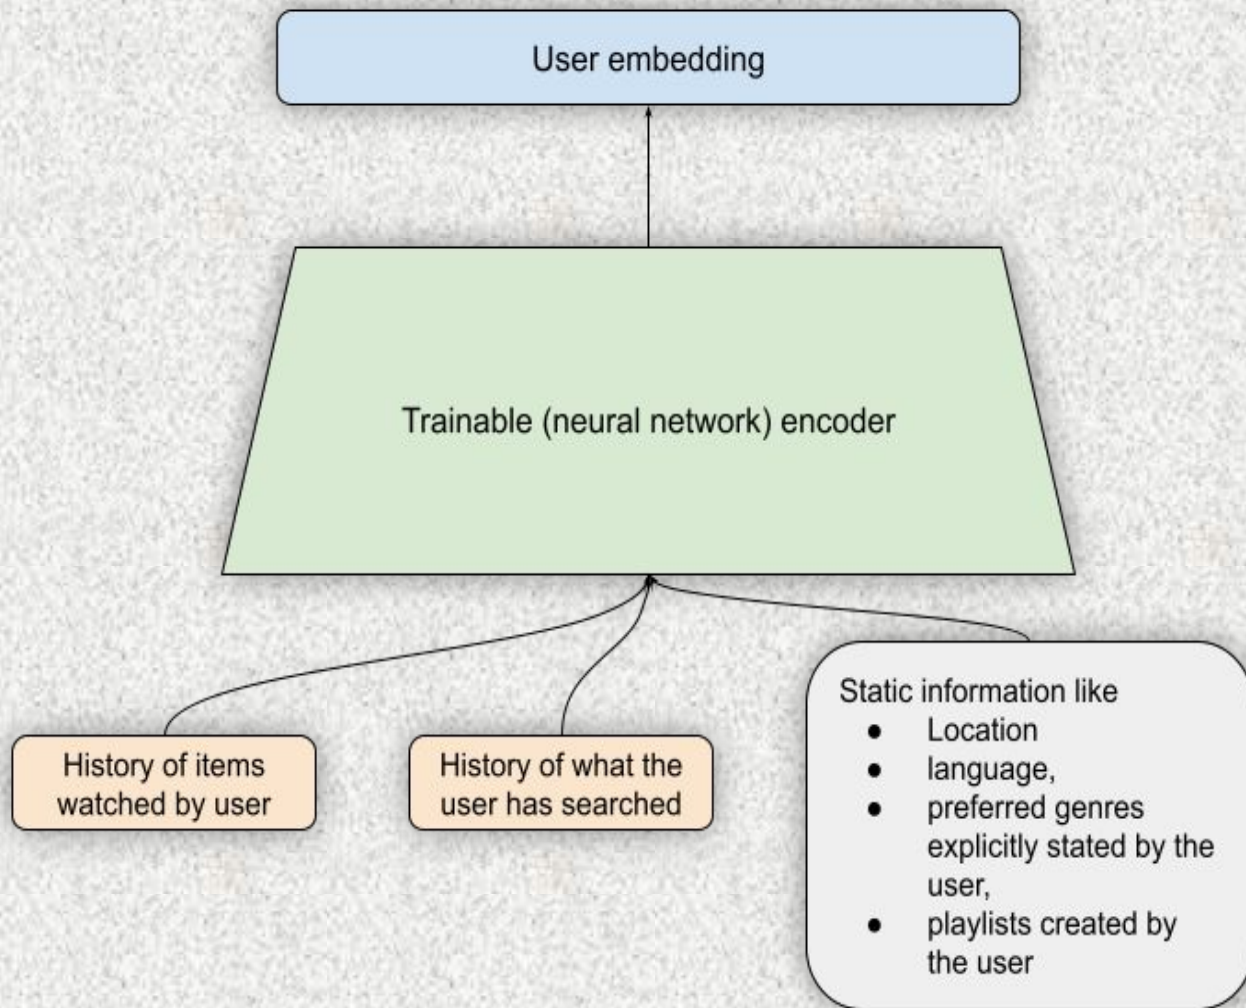 User embedding
Trainable (neural network) encoder
History of items
watched by user
History of what the
user has searched
Static information like
● Location
● language,
● preferred genres
explicitly stated by the
user,
● playlists created by
the user